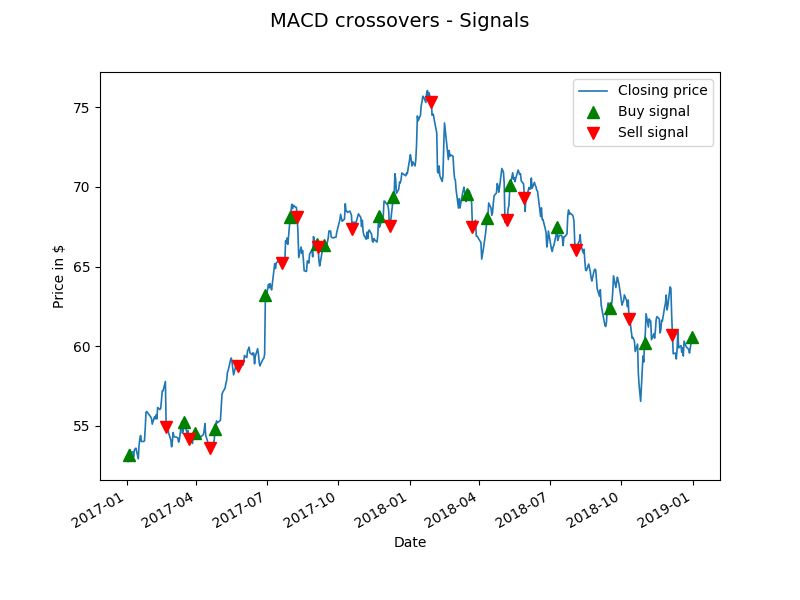 MACD crossovers - Signals
Closing price
Buy signal
Sell signal
75
70
65
60
55
Price in $
2017-01
2017-04
2017-07
2017-10
2018-01
2018-04
2018-07
2018-10
2019-01
Date